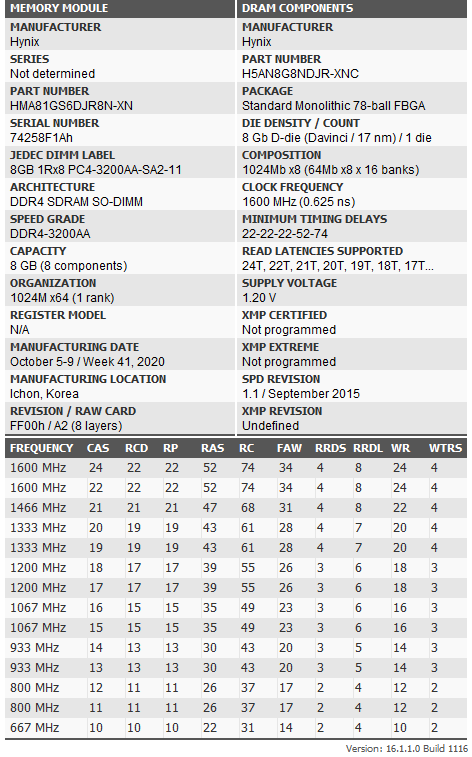 MEMORY MODULE
MANUFACTURER
Hynix
SERIES
Not determined
PART NUMBER
HMA81GS6DJR8N-XN
SERIAL NUMBER
74258F1Ah
JEDEC DIMM LABEL
8GB 1Rx8 PC4-3200AA-SA2-11
ARCHITECTURE
DDR4 SDRAM SO-DIMM
SPEED GRADE
DDR4-3200AA
CAPACITY
8 GB (8 components)
ORGANIZATION
1024M x64 (1 rank)
REGISTER MODEL
N/A
MANUFACTURING DATE
October 5-9 / Week 41, 2020
MANUFACTURING LOCATION
Ichon, Korea
REVISION / RAW CARD
FF00h / A2 (8 layers)
DRAM COMPONENTS
MANUFACTURER
Hynix
PART NUMBER
H5AN8G8NDJR-XNC
PACKAGE
Standard Monolithic 78-ball FBGA
DIE DENSITY / COUNT
8 Gb D-die (Davinci / 17 nm) / 1 die
COMPOSITION
1024Mb x8 (64Mb x8 x 16 banks)
CLOCK FREQUENCY
1600 MHz (0.625 ns)
MINIMUM TIMING DELAYS
22-22-22-52-74
READ LATENCIES SUPPORTED
24T, 22T, 21T, 20T, 19T, 18T, 17T...
SUPPLY VOLTAGE
1.20 V
XMP CERTIFIED
Not programmed
XMP EXTREME
Not programmed
SPD REVISION
1.1 / September 2015
XMP REVISION
Undefined
FREQUENCY CAS RCD RP RAS RC FAW RRDS RRDL WR WTRS
1600 MHz 24 22 22 52 74 34 4 8 24 4
1600 MHz 22 22 22 52 74 34 4 8 24 4
1466 MHz 21 21 21 47 68 31 4 8 22 4
1333 MHz 20 19 19 43 61 28 4 7 20 4
1333 MHz 19 19 19 43 61 28 4 7 20 4
1200 MHz 18 17 17 39 55 26 3 6 18 3
1200 MHz 17 17 17 39 55 26 3 6 18 3
1067 MHz 16 15 15 35 49 23 3 6 16 3
1067 MHz 15 15 15 35 49 23 3 6 16 3
933 MHz 14 13 13 30 43 20 3 5 14 3
933 MHz 13 13 13 30 43 20 3 5 14 3
800 MHz 12 11 11 26 37 17 2 4 12 2
800 MHz 11 11 11 26 37 17 2 4 12 2
667 MHz 10 10 10 22 31 14 2 4 10 2
Version: 16.1.1.0 Build 1116